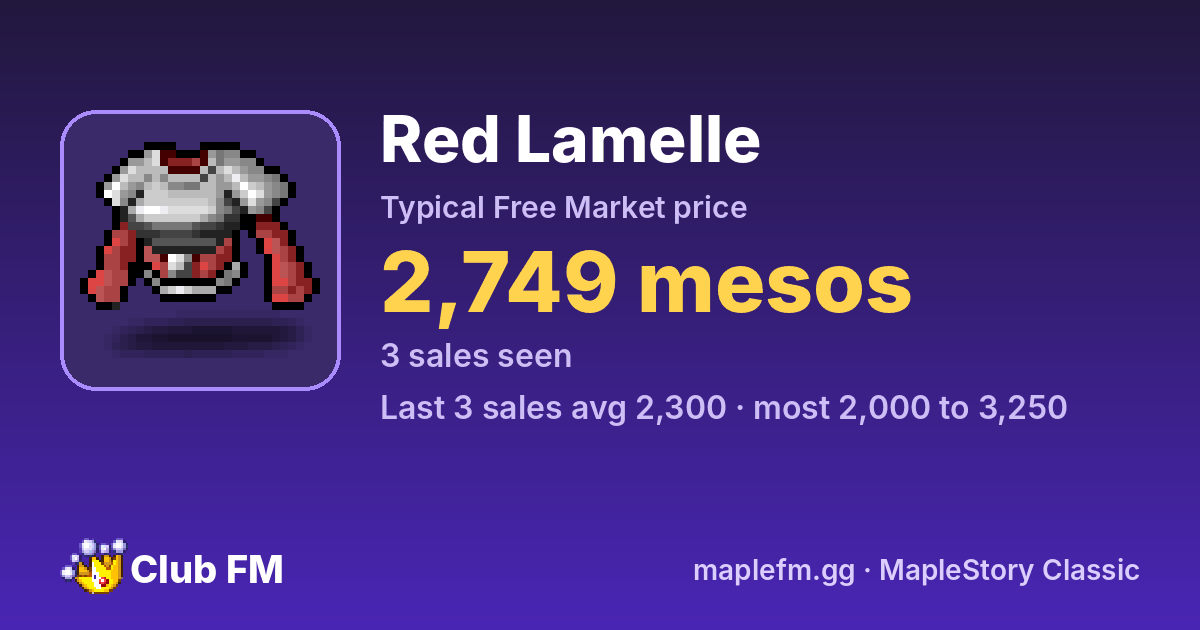 Red Lamelle
Typical Free Market price
2,749 mesos
3 sales seen
Last 3 sales avg 2,300 · most 2,000 to 3,250
Club FM
maplefm.gg · MapleStory Classic